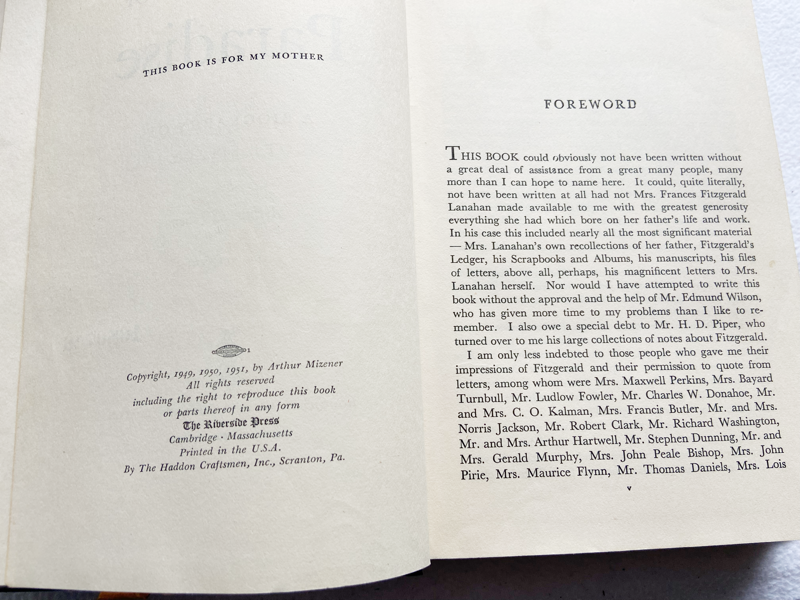 THIS BOOK IS FOR MY MOTHER
1
Copyright, 1949, 1950, 1951, by Arthur Mizener
All rights reserved
including the right to reproduce this book
or parts thereof in any form
The Riverside Press
Cambridge · Massachusetts
Printed in the U.S.A.
By The Haddon Craftsmen, Inc., Scranton, Pa.
FOREWORD
THIS BOOK could obviously not have been written without
a great deal of assistance from a great many people, many
more than I can hope to name here. It could, quite literally,
not have been written at all had not Mrs. Frances Fitzgerald
Lanahan made available to me with the greatest generosity
everything she had which bore on her father's life and work.
In his case this included nearly all the most significant material
— Mrs. Lanahan's own recollections of her father, Fitzgerald's
Ledger, his Scrapbooks and Albums, his manuscripts, his files
of letters, above all, perhaps, his magnificent letters to Mrs.
Lanahan herself. Nor would I have attempted to write this
book without the approval and the help of Mr. Edmund Wilson,
who has given more time to my problems than I like to re-
member. I also owe a special debt to Mr. H. D. Piper, who
turned over to me his large collections of notes about Fitzgerald.
I am only less indebted to those people who gave me their
impressions of Fitzgerald and their permission to quote from
letters, among whom were Mrs. Maxwell Perkins, Mrs. Bayard
Turnbull, Mr. Ludlow Fowler, Mr. Charles W. Donahoe, Mr.
and Mrs. C. O. Kalman, Mrs. Francis Butler, Mr. and Mrs.
Norris Jackson, Mr. Robert Clark, Mr. Richard Washington,
Mr. and Mrs. Arthur Hartwell, Mr. Stephen Dunning, Mr. and
Mrs. Gerald Murphy, Mrs. John Peale Bishop, Mrs. John
Pirie, Mrs. Maurice Flynn, Mr. Thomas Daniels, Mrs. Lois
v